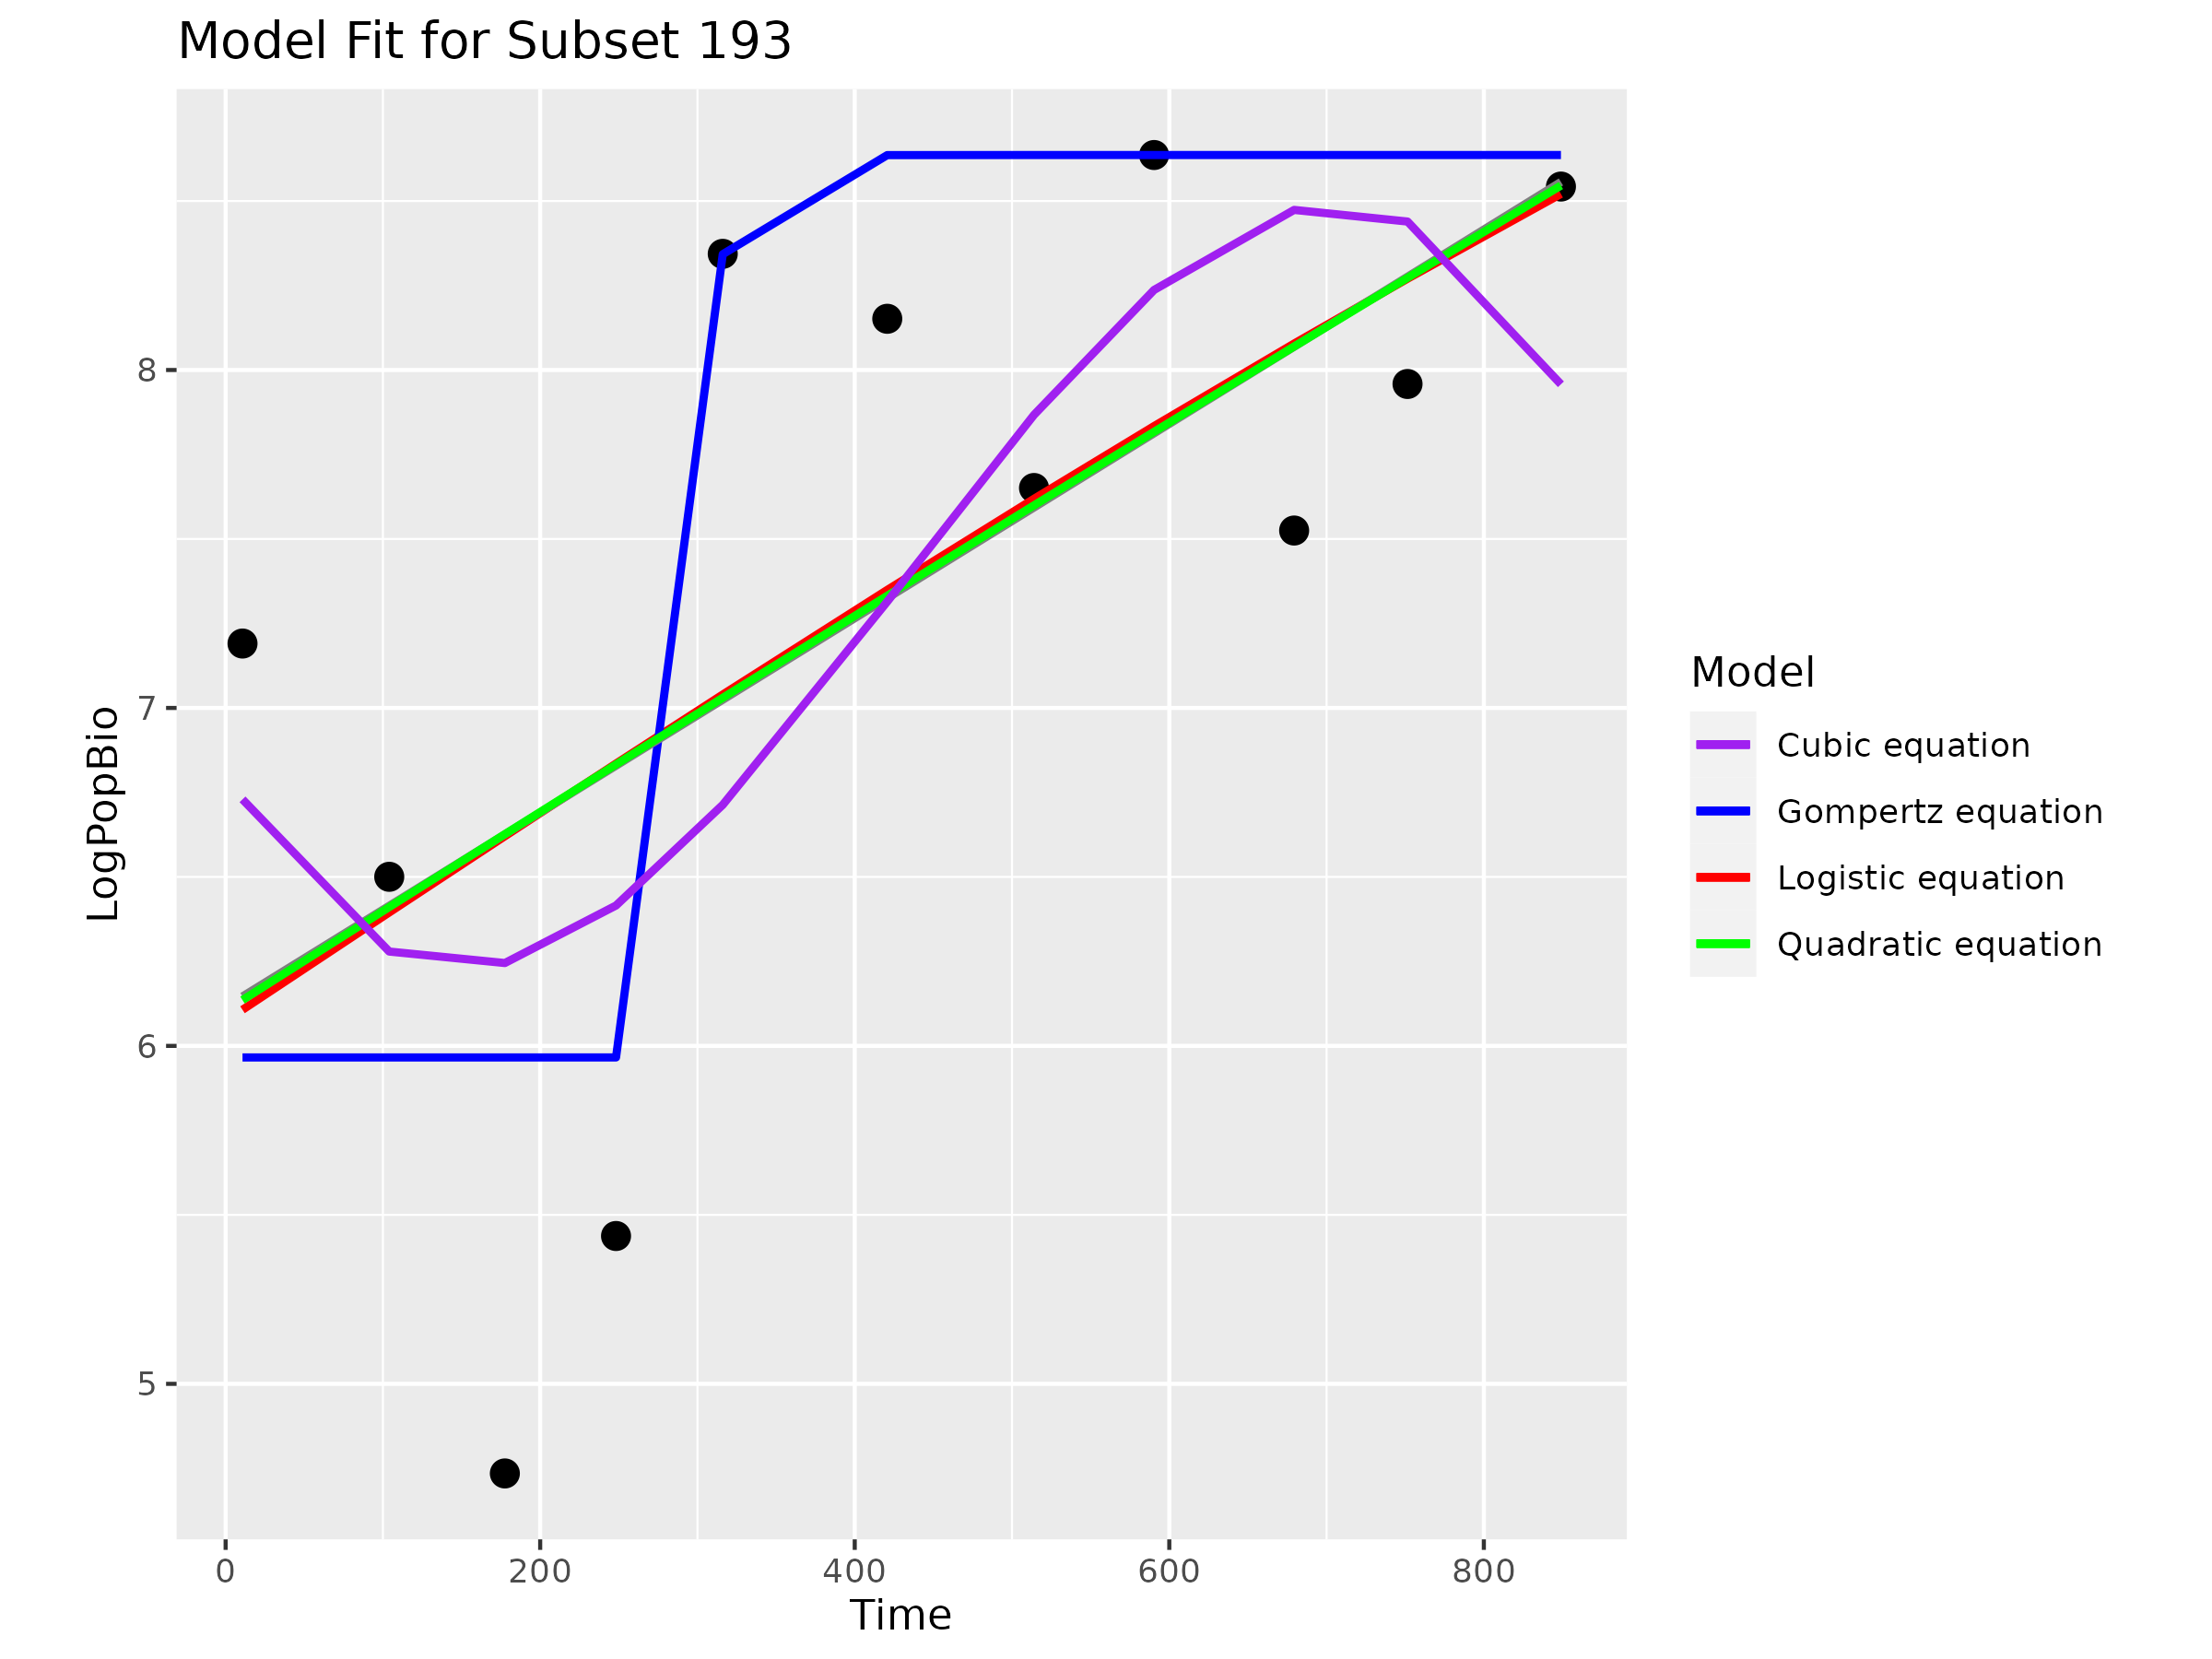 Model Fit for Subset 193
LogPopBio
8
7
6
5
0 200 400 600 800
Time
Model
Cubic equation
Gompertz equation
Logistic equation
Quadratic equation